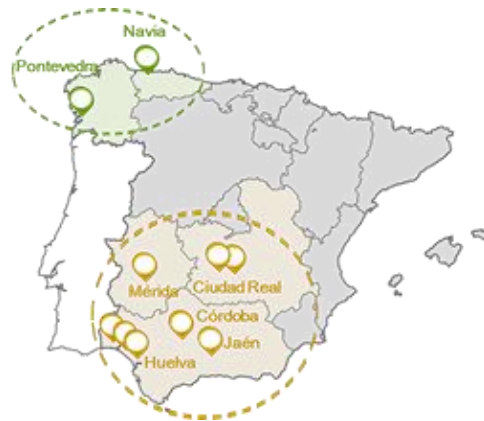 Navia
Pontevedra
Mérida
Ciudad Real
Córdoba
Huelva
Jaén